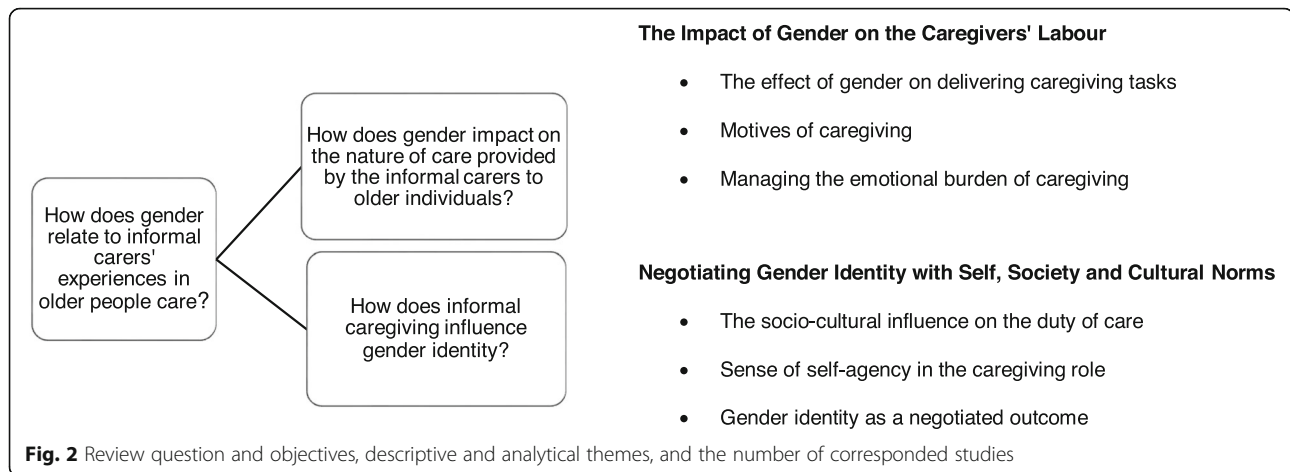 How does gender
relate to informal
carers'
experiences in
older people care?
How does gender impact on
the nature of care provided
by the informal carers to
older individuals?
How does informal
caregiving influence
gender identity?
The Impact of Gender on the Caregivers' Labour
• The effect of gender on delivering caregiving tasks
• Motives of caregiving
• Managing the emotional burden of caregiving
Negotiating Gender Identity with Self, Society and Cultural Norms
• The socio-cultural influence on the duty of care
• Sense of self-agency in the caregiving role
• Gender identity as a negotiated outcome
Fig. 2 Review question and objectives, descriptive and analytical themes, and the number of corresponded studies